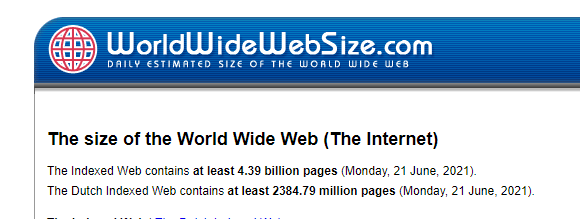 WorldWideWebSize.com
DAILY ESTIMATED SIZE OF THE WORLD WIDE WEB
The size of the World Wide Web (The Internet)
The Indexed Web contains at least 4.39 billion pages (Monday, 21 June, 2021).
The Dutch Indexed Web contains at least 2384.79 million pages (Monday, 21 June, 2021).